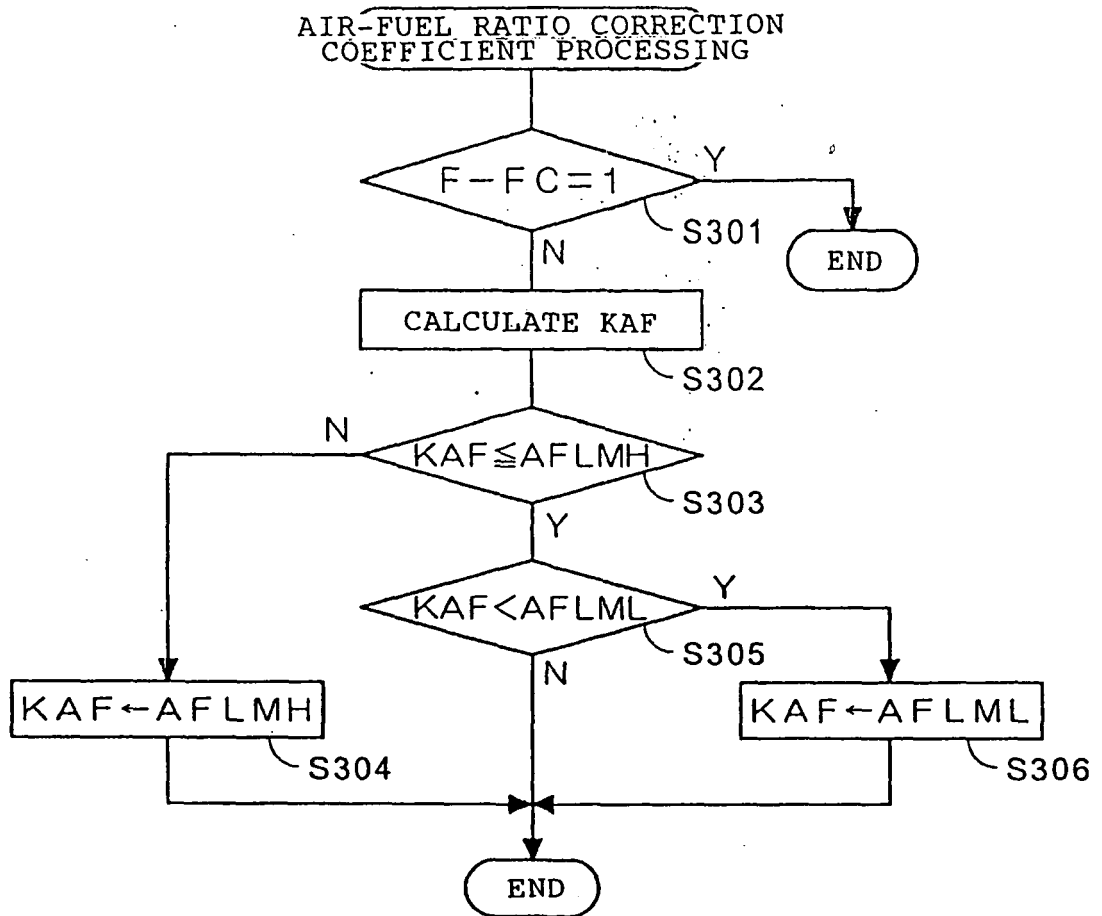 AIR-FUEL RATIO CORRECTION
COEFFICIENT PROCESSING
F-FC=1
Y
S301
N
END
CALCULATE KAF
S302
N
KAF≦AFLMH
S303
Y
KAF<AFLML
Y
S305
N
KAF←AFLMH
S304
KAF←AFLML
S306
END